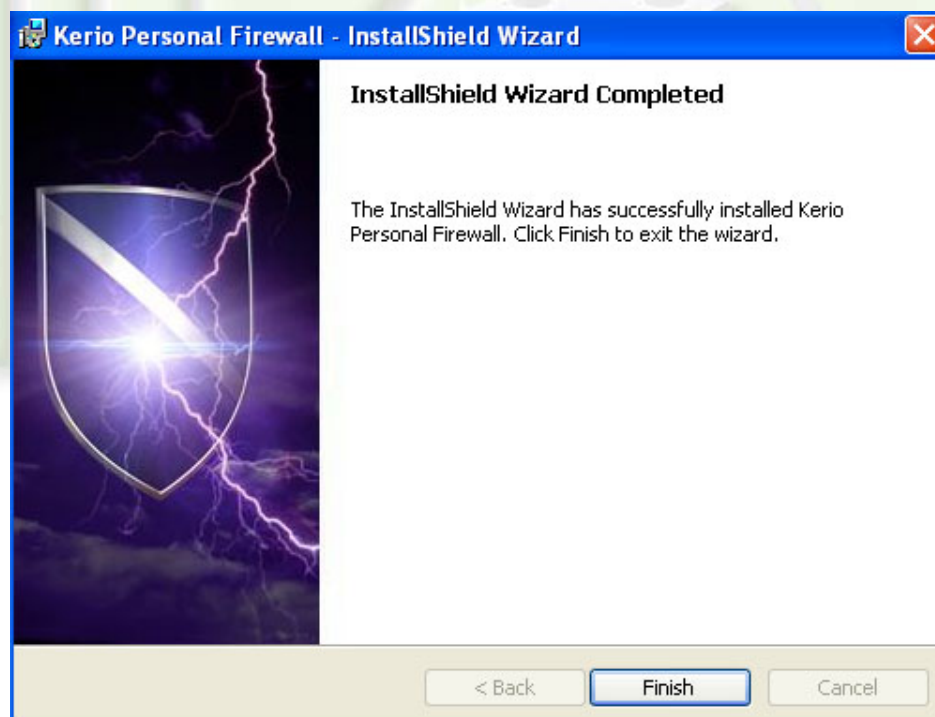 Kerio Personal Firewall - InstallShield Wizard
InstallShield Wizard Completed
The InstallShield Wizard has successfully installed Kerio
Personal Firewall. Click Finish to exit the wizard.
< Back Finish Cancel